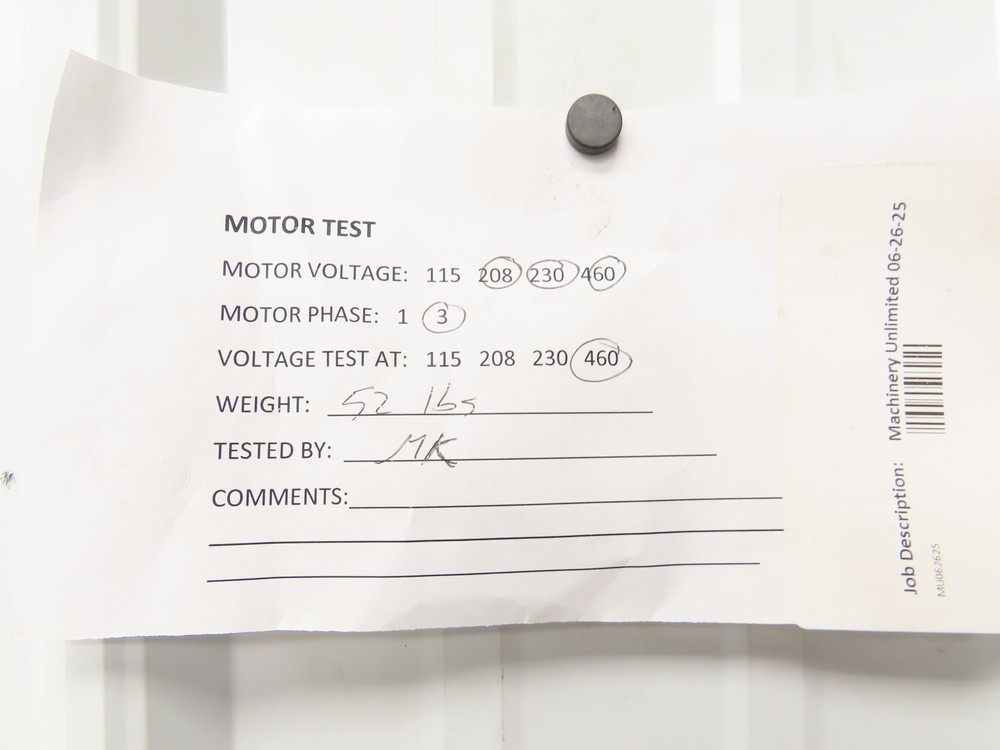 MOTOR TEST
MOTOR VOLTAGE: 115 208 230 460
MOTOR PHASE: 1 3
VOLTAGE TEST AT: 115 208 230 460
WEIGHT: 52 lbs
TESTED BY: MK
COMMENTS:
Job Description: Machinery Unlimited 06-26-25
MU062625